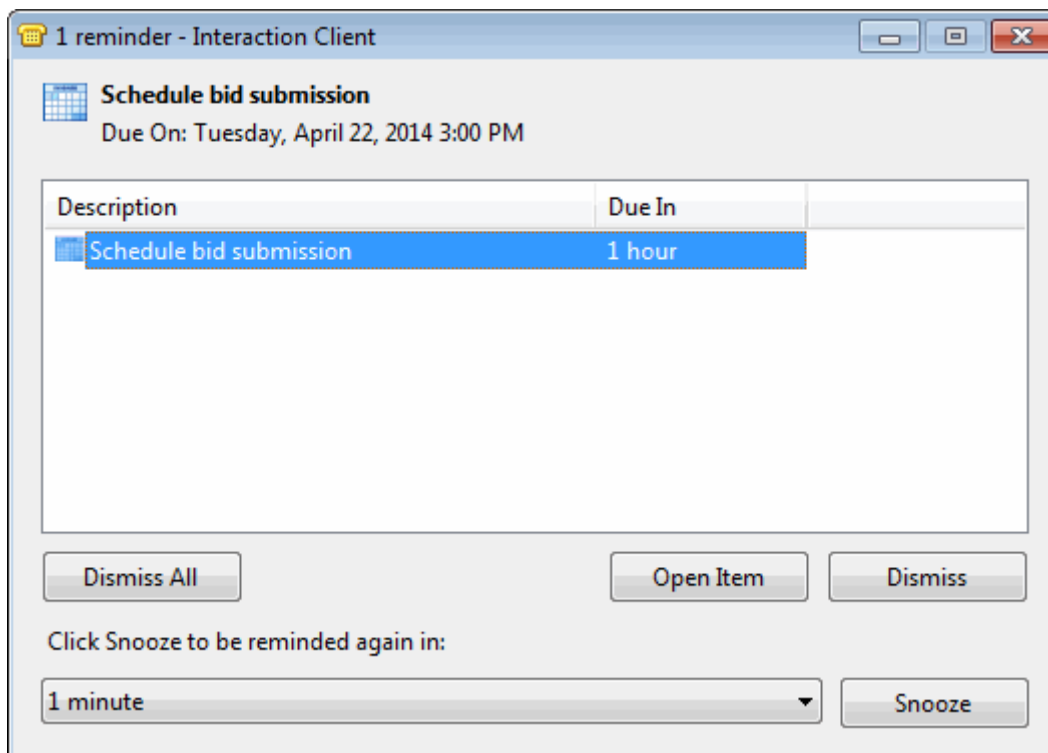 1 reminder - Interaction Client
Schedule bid submission
Due On: Tuesday, April 22, 2014 3:00 PM
Description Due In
Schedule bid submission 1 hour
Dismiss All Open Item Dismiss
Click Snooze to be reminded again in:
1 minute Snooze